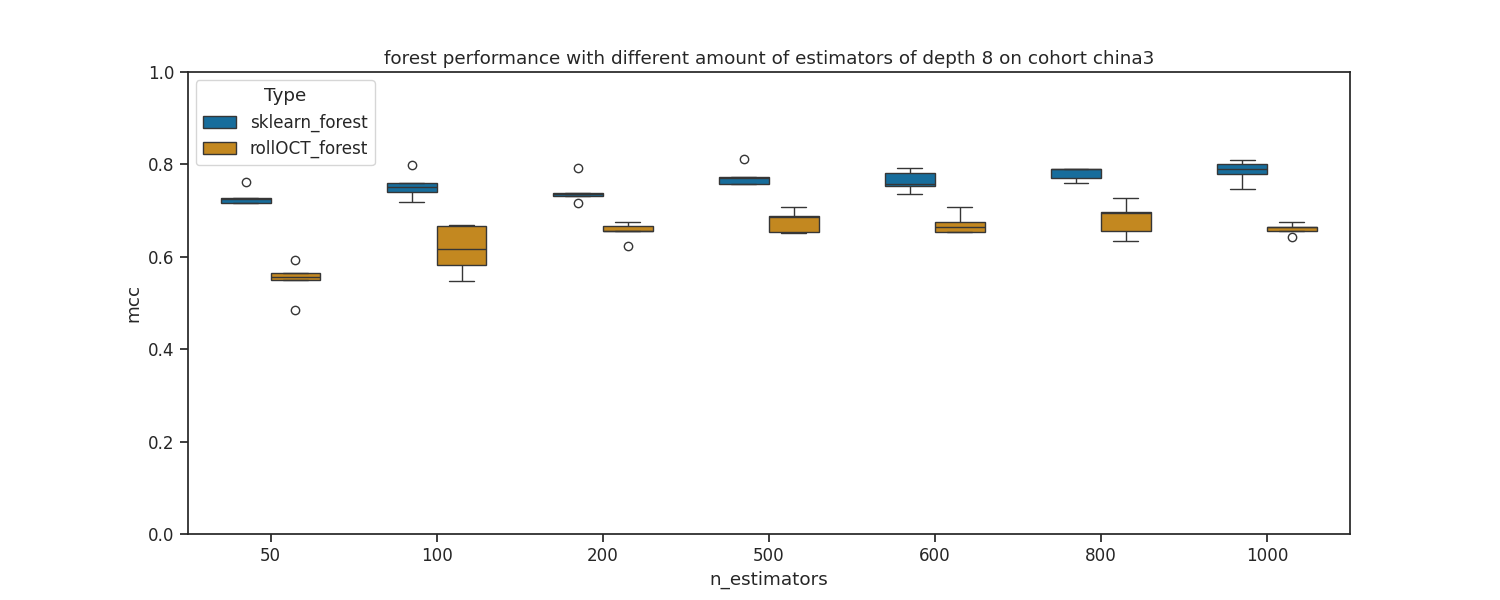 forest performance with different amount of estimators of depth 8 on cohort china3
Type
sklearn_forest
rollOCT_forest
1.0
0.8
0.6
0.4
0.2
0.0
mcc
50 100 200 500 600 800 1000
n_estimators